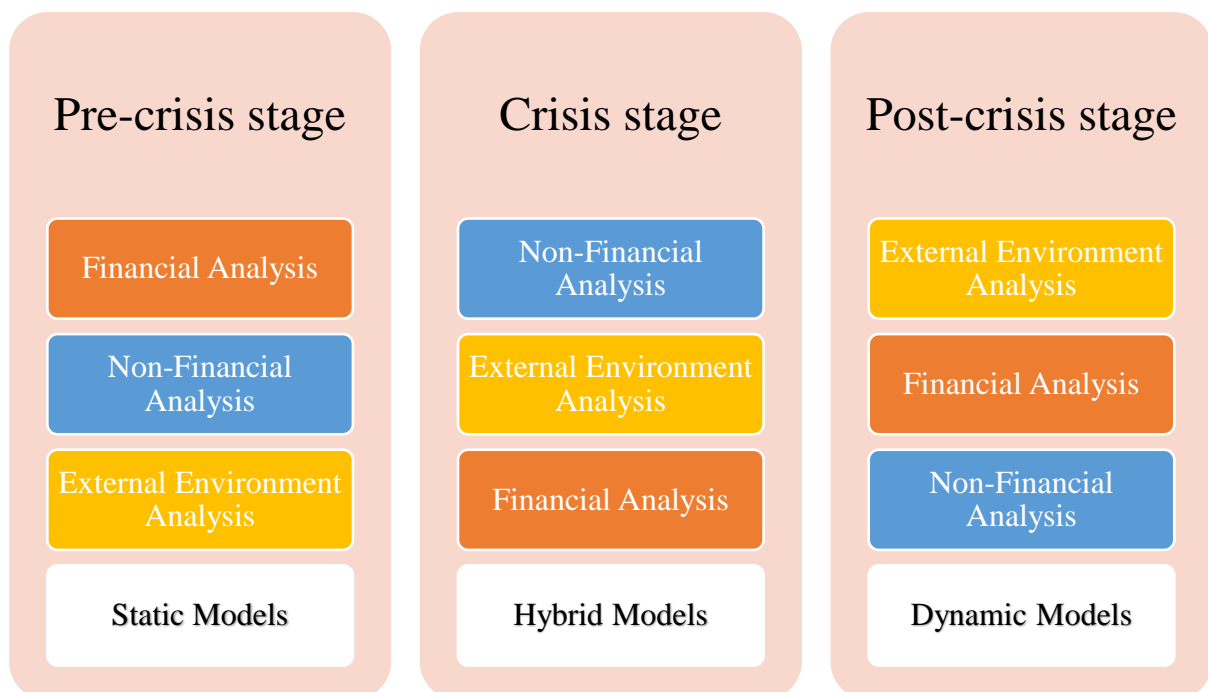 Pre-crisis stage
Financial Analysis
Non-Financial
Analysis
External Environment
Analysis
Static Models
Crisis stage
Non-Financial
Analysis
External Environment
Analysis
Financial Analysis
Hybrid Models
Post-crisis stage
External Environment
Analysis
Financial Analysis
Non-Financial
Analysis
Dynamic Models